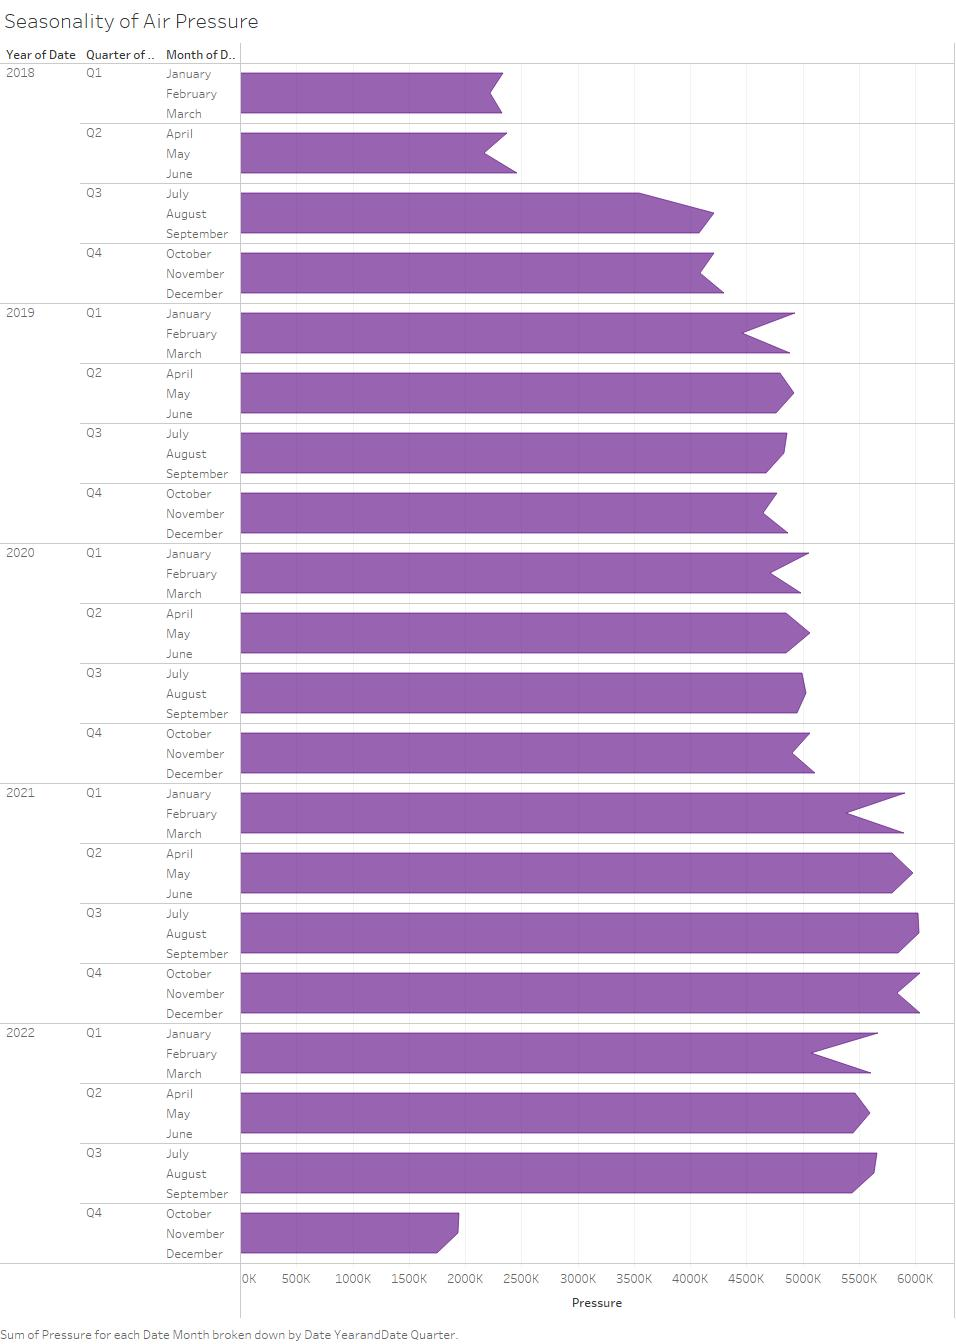 Seasonality of Air Pressure
Year of Date Quarter of .. Month of D..
2018 Q1 January
February
March
Q2 April
May
June
Q3 July
August
September
Q4 October
November
December
2019 Q1 January
February
March
Q2 April
May
June
Q3 July
August
September
Q4 October
November
December
2020 Q1 January
February
March
Q2 April
May
June
Q3 July
August
September
Q4 October
November
December
2021 Q1 January
February
March
Q2 April
May
June
Q3 July
August
September
Q4 October
November
December
2022 Q1 January
February
March
Q2 April
May
June
Q3 July
August
September
Q4 October
November
December
0K 500K 1000K 1500K 2000K 2500K 3000K 3500K 4000K 4500K 5000K 5500K 6000K
Pressure
Sum of Pressure for each Date Month broken down by Date YearandDate Quarter.